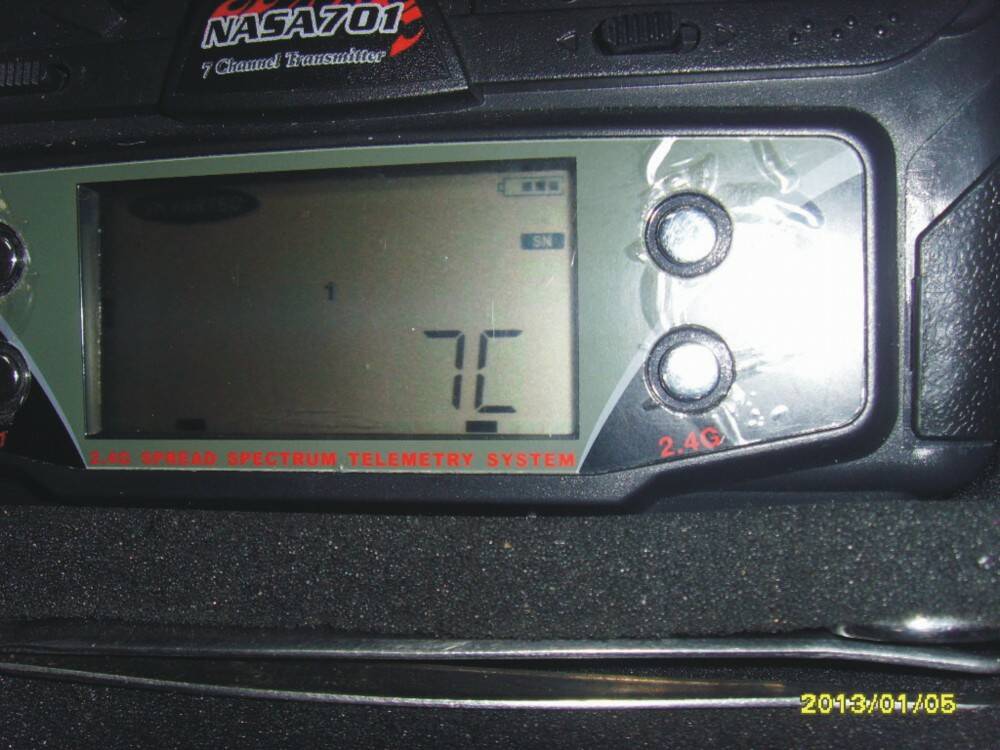 NASA701
7 Channel Transmitter
SN
1
7C
2.4G
2.4G SPREAD SPECTRUM TELEMETRY SYSTEM
2013/01/05